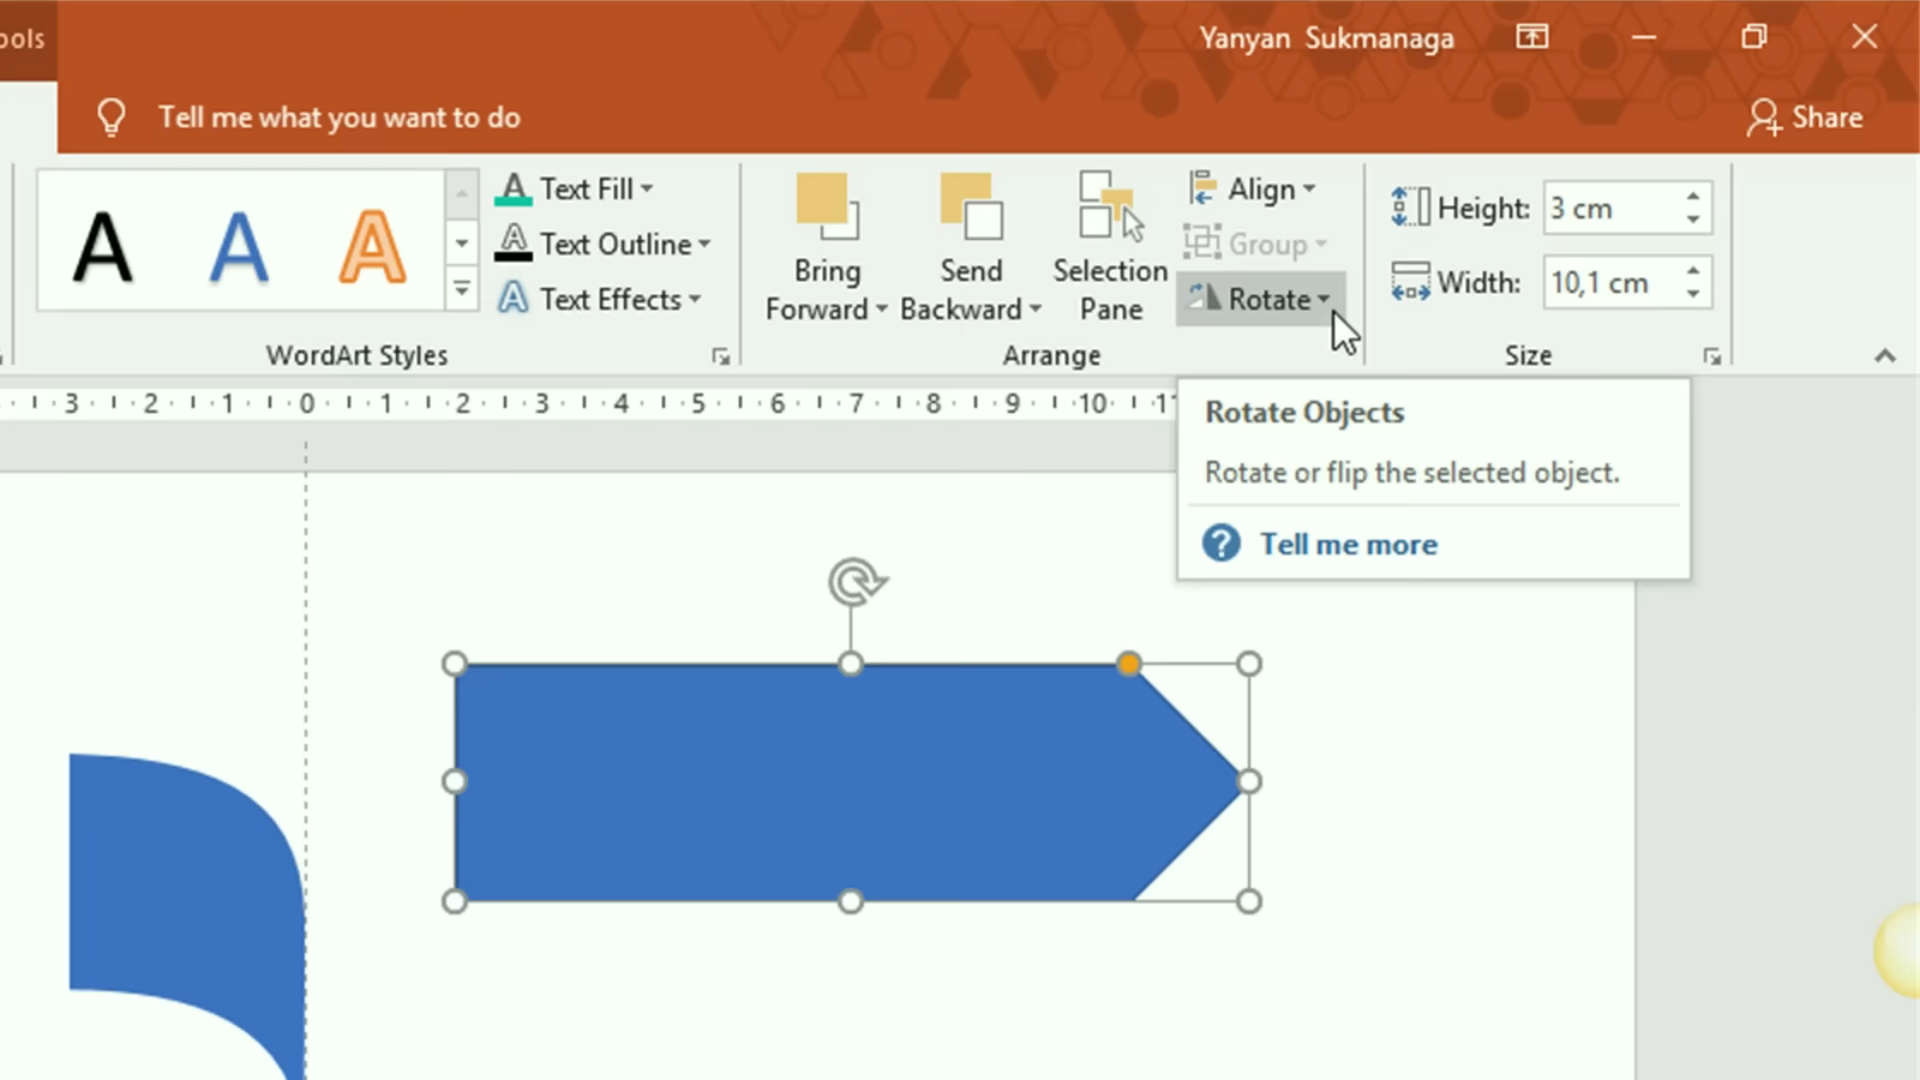 ools
Yanyan Sukmanaga
Tell me what you want to do
Share
A A A
Text Fill
Text Outline
Text Effects
WordArt Styles
Bring Forward
Send Backward
Selection Pane
Align
Group
Rotate
Arrange
Height: 3 cm
Width: 10,1 cm
Size
3 2 1 0 1 2 3 4 5 6 7 8 9 10 11
Rotate Objects
Rotate or flip the selected object.
? Tell me more